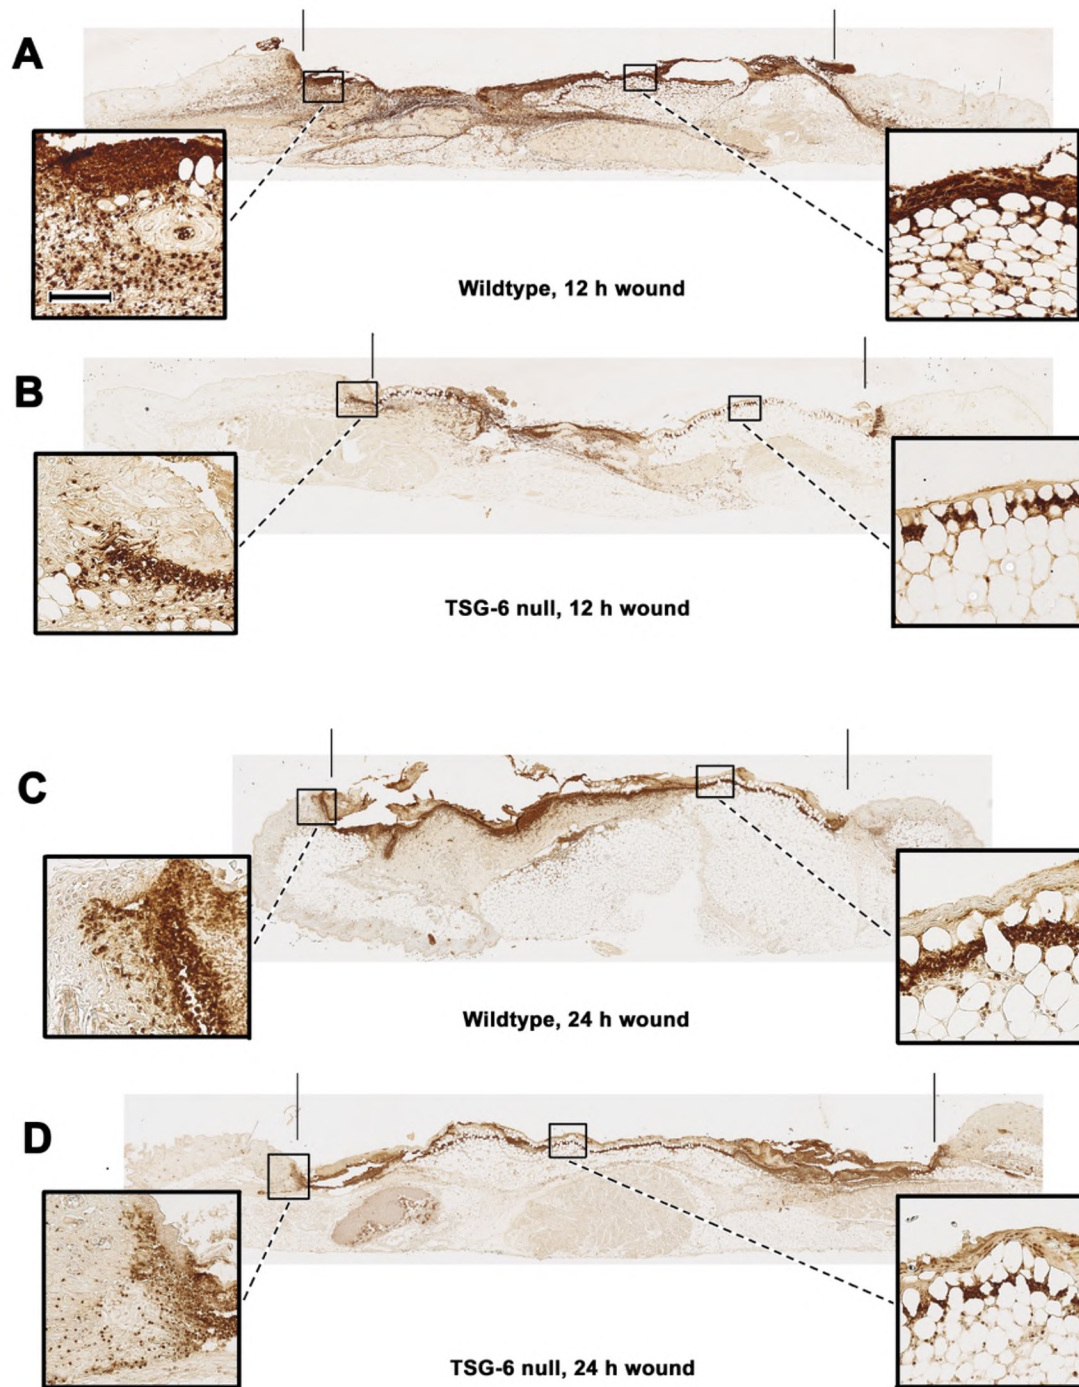 A
Wildtype, 12 h wound
B
TSG-6 null, 12 h wound
C
Wildtype, 24 h wound
D
TSG-6 null, 24 h wound